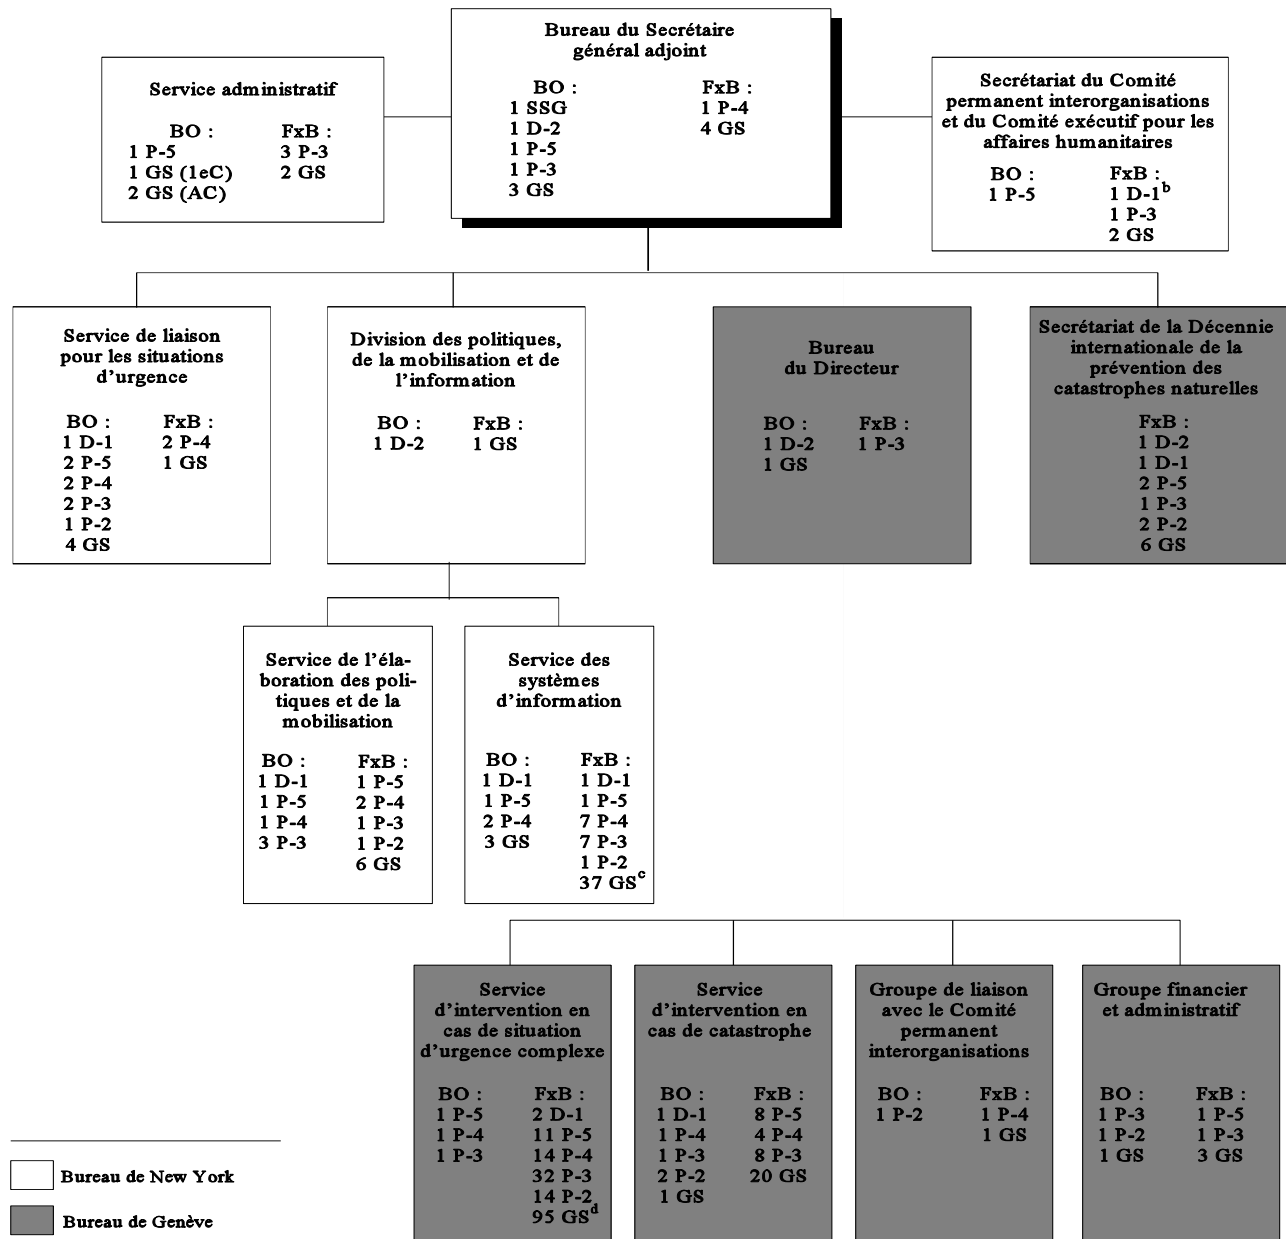 Bureau du Secrétaire
général adjoint
BO :
1 SSG
1 D-2
1 P-5
1 P-3
3 GS
FxB :
1 P-4
4 GS
Service administratif
BO :
1 P-5
1 GS (1eC)
2 GS (AC)
FxB :
3 P-3
2 GS
Secrétariat du Comité
permanent interorganisations
et du Comité exécutif pour les
affaires humanitaires
BO :
1 P-5
FxB :
1 D-1b
1 P-3
2 GS
Service de liaison
pour les situations
d'urgence
BO :
1 D-1
2 P-5
2 P-4
2 P-3
1 P-2
4 GS
FxB :
2 P-4
1 GS
Division des politiques,
de la mobilisation et de
l'information
BO :
1 D-2
FxB :
1 GS
Bureau
du Directeur
BO :
1 D-2
1 GS
FxB :
1 P-3
Secrétariat de la Décennie
internationale de la
prévention des
catastrophes naturelles
FxB :
1 D-2
1 D-1
2 P-5
1 P-3
2 P-2
6 GS
Service de l'éla-
boration des poli-
tiques et de la
mobilisation
BO :
1 D-1
1 P-5
1 P-4
3 P-3
FxB :
1 P-5
2 P-4
1 P-3
1 P-2
6 GS
Service des
systèmes
d'information
BO :
1 D-1
1 P-5
2 P-4
3 GS
FxB :
1 D-1
1 P-5
7 P-4
7 P-3
1 P-2
37 GSc
Service
d'intervention en
cas de situation
d'urgence complexe
BO :
1 P-5
1 P-4
1 P-3
FxB :
2 D-1
11 P-5
14 P-4
32 P-3
14 P-2
95 GSd
Service
d'intervention en
cas de catastrophe
BO :
1 D-1
1 P-4
1 P-3
2 P-2
1 GS
FxB :
8 P-5
4 P-4
8 P-3
20 GS
Groupe de liaison
avec le Comité
permanent
interorganisations
BO :
1 P-2
FxB :
1 P-4
1 GS
Groupe financier
et administratif
BO :
1 P-3
1 P-2
1 GS
FxB :
1 P-5
1 P-3
3 GS
Bureau de New York
Bureau de Genève